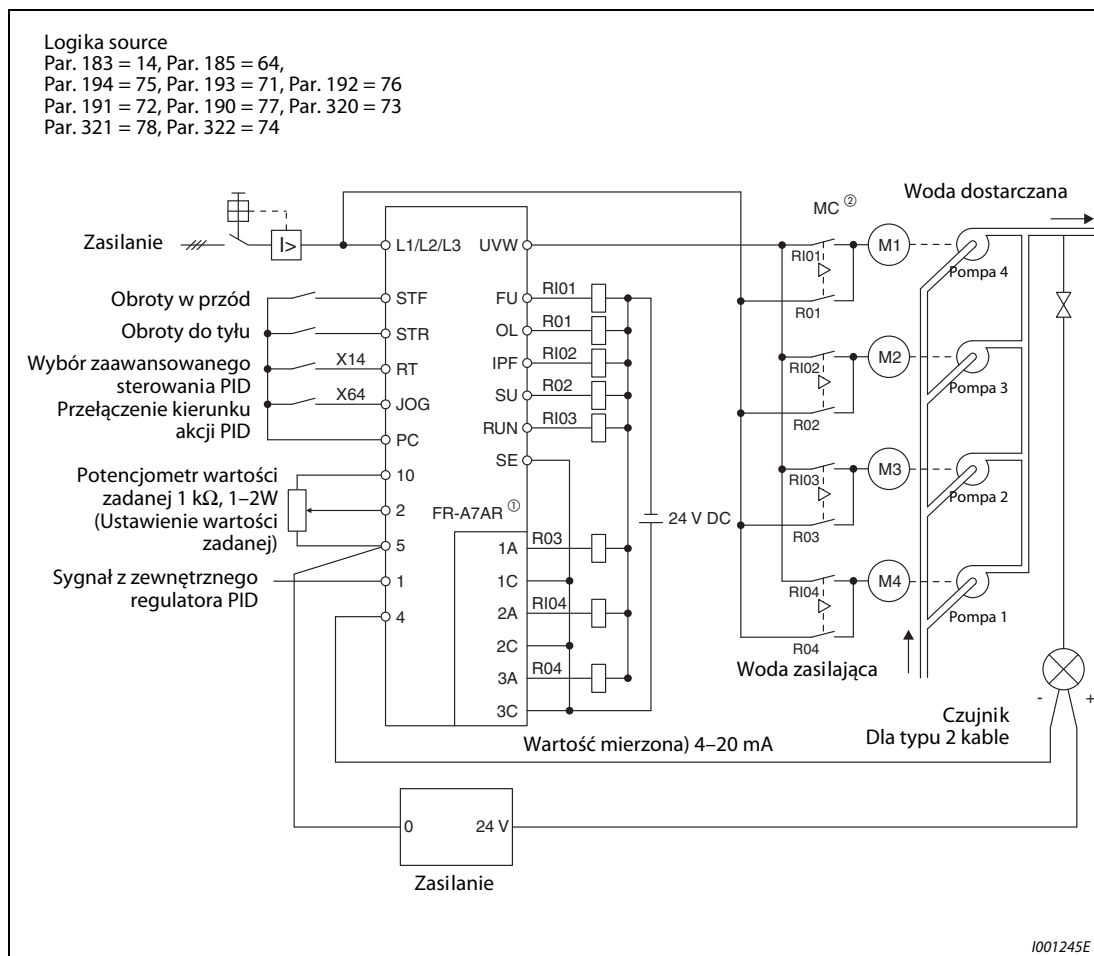 Logika source
Par. 183 = 14, Par. 185 = 64,
Par. 194 = 75, Par. 193 = 71, Par. 192 = 76
Par. 191 = 72, Par. 190 = 77, Par. 320 = 73
Par. 321 = 78, Par. 322 = 74
Zasilanie
I>
L1/L2/L3
UVW
MC ②
Woda dostarczana
RI01
R01
M1
Pompa 4
Obroty w przód
STF
FU
RI01
Obroty do tyłu
STR
OL
R01
Wybór zaawansowanego
sterowania PID
X14
RT
IPF
RI02
RI02
R02
M2
Pompa 3
Przełączenie kierunku
akcji PID
X64
JOG
SU
R02
PC
RUN
RI03
SE
Potencjometr wartości
zadanej 1 kΩ, 1–2W
(Ustawienie wartości
zadanej)
10
2
5
FR-A7AR ①
24 V DC
RI03
R03
M3
Pompa 2
Sygnał z zewnętrznego
regulatora PID
1
4
1A
R03
1C
2A
RI04
2C
3A
R04
3C
RI04
R04
M4
Pompa 1
Woda zasilająca
- +
Czujnik
Dla typu 2 kable
Wartość mierzona) 4–20 mA
0
24 V
Zasilanie
I001245E